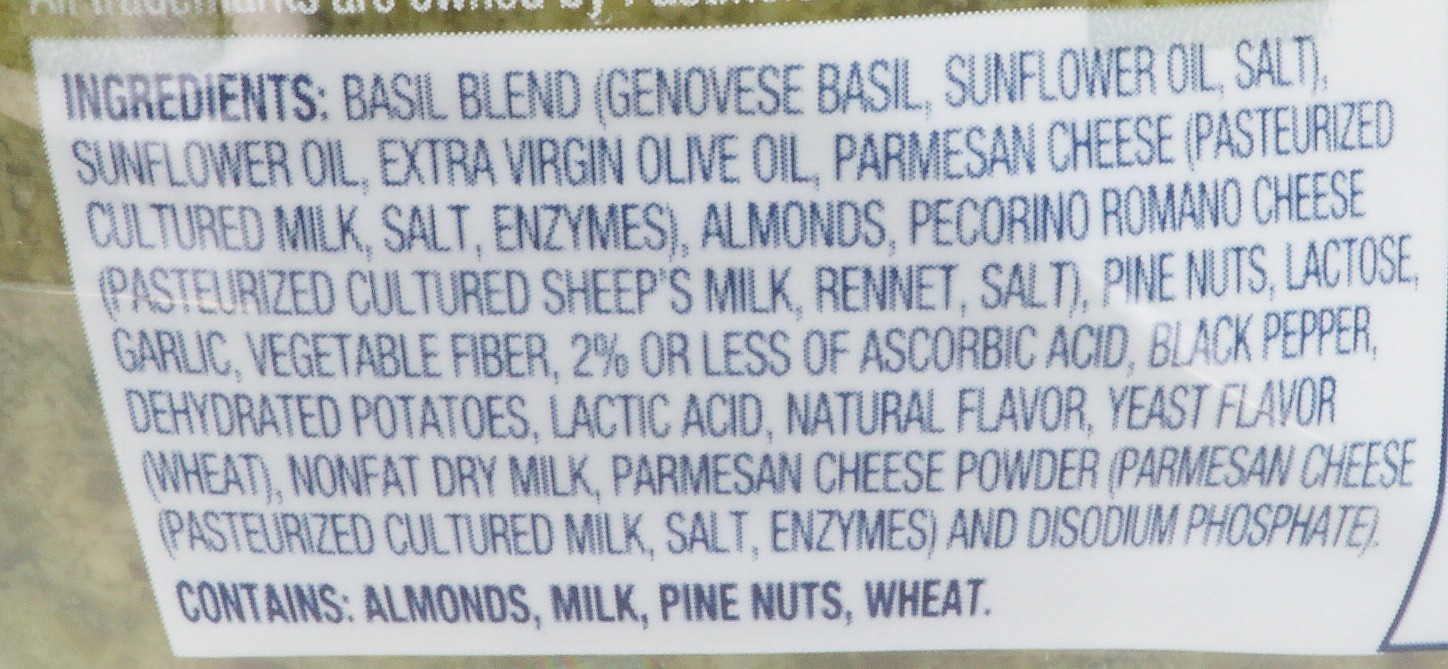 INGREDIENTS: BASIL BLEND (GENOVESE BASIL, SUNFLOWER OIL, SALT),
SUNFLOWER OIL, EXTRA VIRGIN OLIVE OIL, PARMESAN CHEESE (PASTEURIZED
CULTURED MILK, SALT, ENZYMES), ALMONDS, PECORINO ROMANO CHEESE
(PASTEURIZED CULTURED SHEEP'S MILK, RENNET, SALT), PINE NUTS, LACTOSE,
GARLIC, VEGETABLE FIBER, 2% OR LESS OF ASCORBIC ACID, BLACK PEPPER,
DEHYDRATED POTATOES, LACTIC ACID, NATURAL FLAVOR, YEAST FLAVOR
(WHEAT), NONFAT DRY MILK, PARMESAN CHEESE POWDER (PARMESAN CHEESE
(PASTEURIZED CULTURED MILK, SALT, ENZYMES) AND DISODIUM PHOSPHATE).
CONTAINS: ALMONDS, MILK, PINE NUTS, WHEAT.